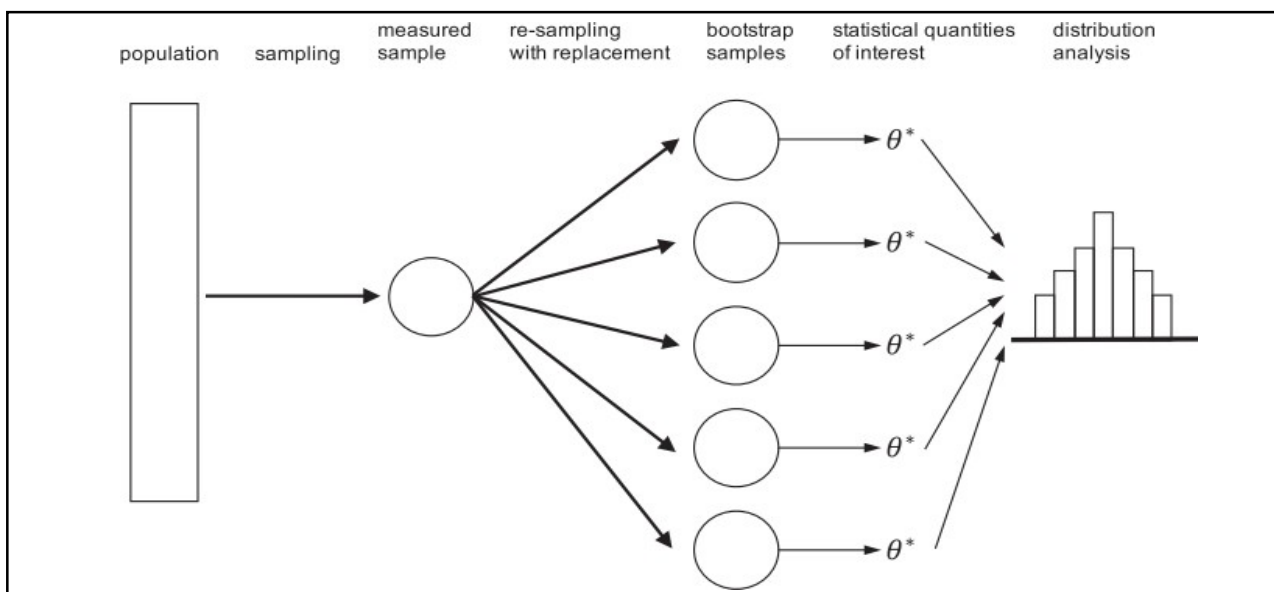 population
sampling
measured
sample
re-sampling
with replacement
bootstrap
samples
statistical quantities
of interest
distribution
analysis
θ*
θ*
θ*
θ*
θ*